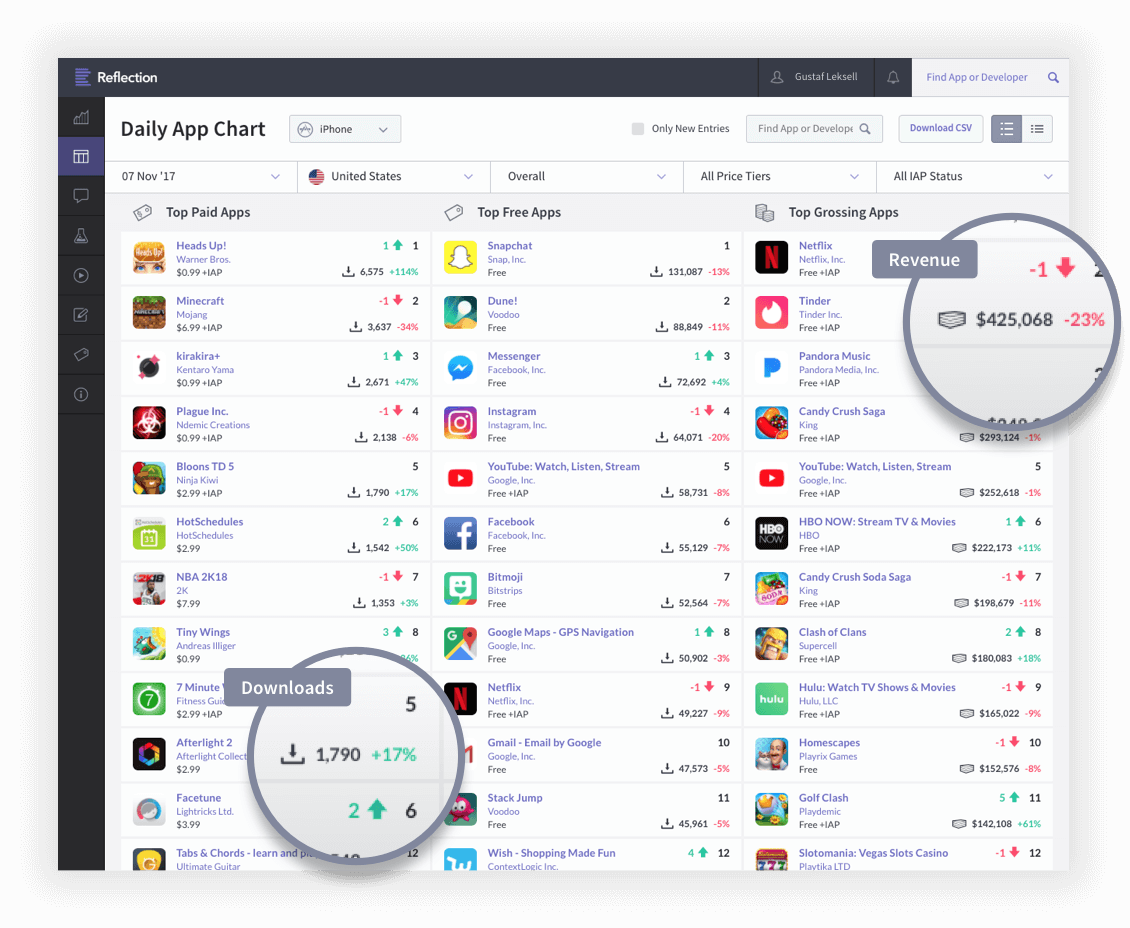 Reflection
Gustaf Leksell
Find App or Developer
Daily App Chart
iPhone
Only New Entries
Find App or Develope
Download CSV
07 Nov '17
United States
Overall
All Price Tiers
All IAP Status
Top Paid Apps
Heads Up!
1 1
Warner Bros.
$0.99 +IAP
6,575 +114%
Minecraft
-1 2
Mojang
$6.99 +IAP
3,637 -34%
kirakira+
1 3
Kentaro Yama
$0.99 +IAP
2,671 +47%
Plague Inc.
-1 4
Ndemic Creations
$0.99 +IAP
2,138 -6%
Bloons TD 5
5
Ninja Kiwi
$2.99 +IAP
1,790 +17%
HotSchedules
2 6
HotSchedules
$2.99
1,542 +50%
NBA 2K18
-1 7
2K
$7.99
1,353 +3%
Tiny Wings
3 8
Andreas Illiger
$0.99
7 Minute
Fitness
$2.99 +IAP
Afterlight 2
Afterlight Collect
$2.99
Facetune
Lightricks Ltd.
$3.99
Tabs & Chords - learn and
12
Ultimate Guitar
Downloads
5
1,790 +17%
2 6
Top Free Apps
Snapchat
1
Snap, Inc.
Free
131,087 -13%
Dune!
2
Voodoo
Free
88,849 -11%
Messenger
1 3
Facebook, Inc.
Free
72,692 +4%
Instagram
-1 4
Instagram, Inc.
Free
64,071 -20%
YouTube: Watch, Listen, Stream
5
Google, Inc.
Free +IAP
58,731 -8%
Facebook
6
Facebook, Inc.
Free
55,129 -7%
Bitmoji
7
Bitstrips
Free
52,564 -7%
Google Maps - GPS Navigation
1 8
Google, Inc.
Free
50,902 -3%
Netflix
-1 9
Netflix, Inc.
Free +IAP
49,227 -9%
Gmail - Email by Google
10
Google, Inc.
Free
47,573 -5%
Stack Jump
11
Voodoo
Free
45,961 -5%
Wish - Shopping Made Fun
4 12
ContextLogic Inc.
Top Grossing Apps
Netflix
Netflix, Inc.
Free +IAP
Tinder
Tinder Inc.
Free +IAP
Pandora Music
Pandora Media, Inc.
Free +IAP
Candy Crush Saga
King
Free +IAP
$293,124 -1%
YouTube: Watch, Listen, Stream
5
Google, Inc.
Free +IAP
$252,618 -1%
HBO NOW: Stream TV & Movies
1 6
HBO
Free +IAP
$222,173 +11%
Candy Crush Soda Saga
-1 7
King
Free +IAP
$198,679 -11%
Clash of Clans
2 8
Supercell
Free +IAP
$180,083 +18%
Hulu: Watch TV Shows & Movies
-1 9
Hulu, LLC
Free +IAP
$165,022 -9%
Homescapes
-1 10
Playrix Games
Free
$152,576 -8%
Golf Clash
5 11
Playdemic
Free +IAP
$142,108 +61%
Slotomania: Vegas Slots Casino
-1 12
Playtika LTD
Revenue
-1
$425,068 -23%